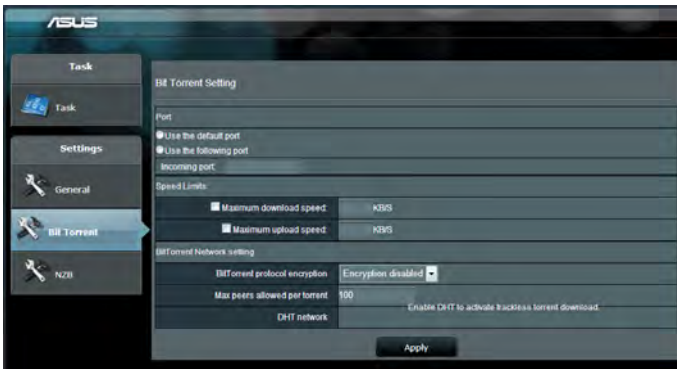 ASUS
Task
Task
Settings
General
Bit Torrent
NZB
Bit Torrent Setting
Port
Use the default port
Use the following port
Incoming port:
Speed Limits:
Maximum download speed: KB/S
Maximum upload speed: KB/S
BitTorrent Network setting
BitTorrent protocol encryption Encryption disabled
Max peers allowed per torrent 100
DHT network Enable DHT to activate trackless torrent download.
Apply